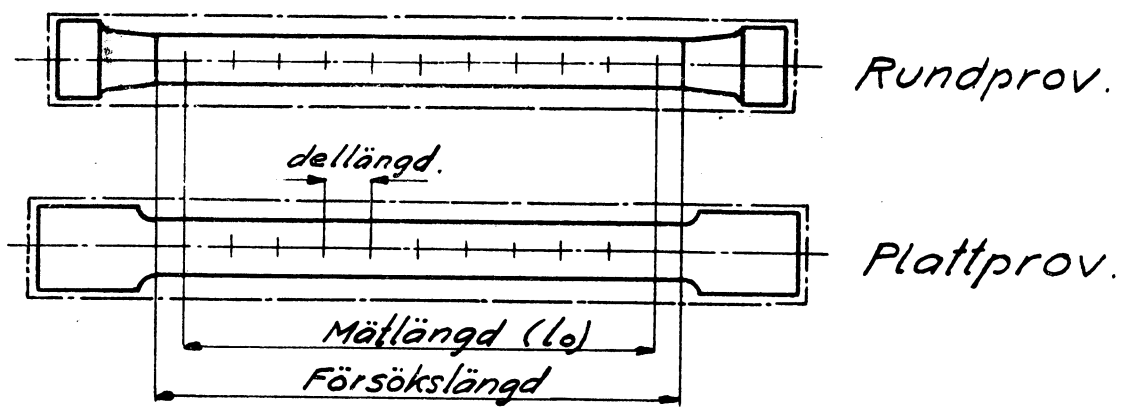 Rundprov.
dellängd.
Plattprov.
Mätlängd (l₀)
Försökslängd